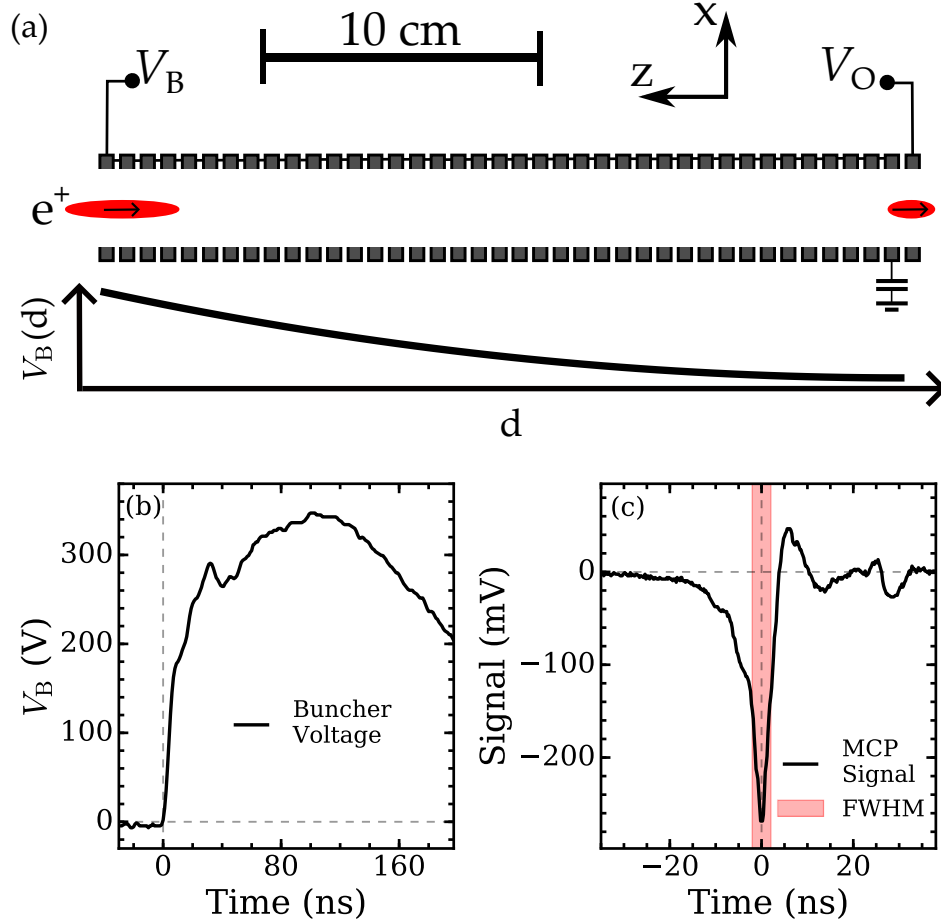 (a)
10 cm
x
z
V_B
V_O
e⁺
V_B(d)
d
(b)
300
200
100
0
V_B (V)
Buncher
Voltage
0 80 160
Time (ns)
(c)
0
−100
−200
Signal (mV)
MCP
Signal
FWHM
−20 0 20
Time (ns)